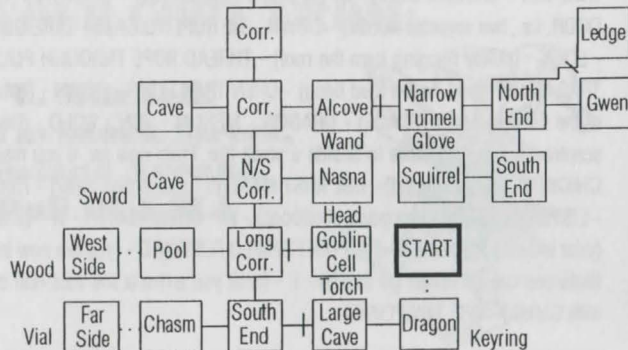 Corr.
Ledge
Cave
Corr.
Alcove
Narr.
Tunnel
North
End
Gwen
Wand
Glove
Sword
Cave
N/S
Corr.
Nasna
Squirrel
South
End
Head
Wood
West
Side
Pool
Long
Corr.
Goblin
Cell
START
Torch
Vial
Far
Side
Chasm
South
End
Large
Cave
Dragon
Keyring